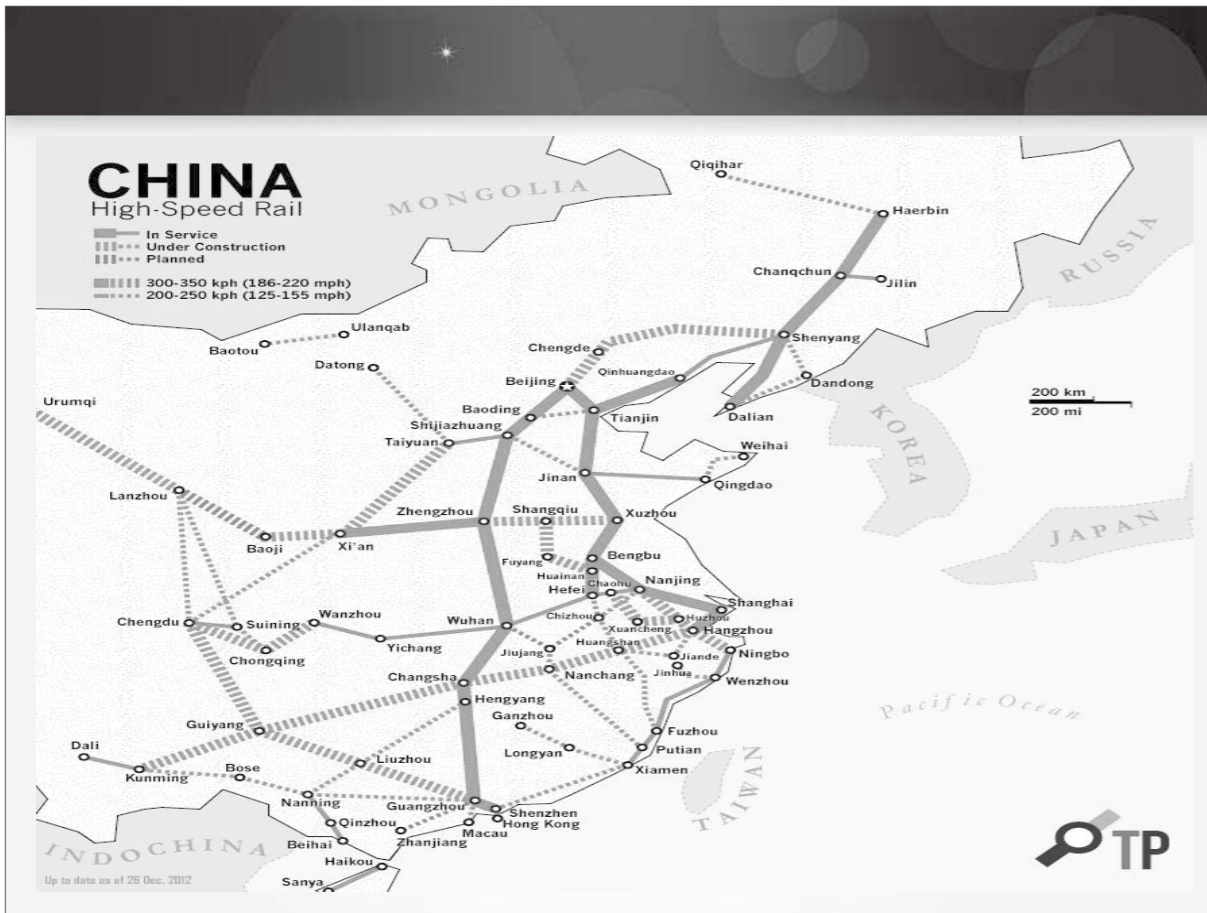 CHINA
High-Speed Rail
In Service
Under Construction
Planned
300-350 kph (186-220 mph)
200-250 kph (125-155 mph)
MONGOLIA
RUSSIA
KOREA
JAPAN
TAIWAN
INDOCHINA
Pacific Ocean
200 km
200 mi
Qiqihar
Haerbin
Chanqchun
Jilin
Ulanqab
Baotou
Datong
Chengde
Shenyang
Qinhuangdao
Beijing
Dandong
Urumqi
Baoding
Tianjin
Dalian
Shijiazhuang
Taiyuan
Weihai
Jinan
Qingdao
Lanzhou
Zhengzhou
Shangqiu
Xuzhou
Baoji
Xi'an
Fuyang
Bengbu
Huainan
Chaohu
Nanjing
Hefei
Shanghai
Wanzhou
Chengdu
Suining
Wuhan
Chizhou
Huzhou
Xuancheng
Hangzhou
Yichang
Chongqing
Jiujang
Huangshan
Jiande
Ningbo
Jinhua
Changsha
Nanchang
Wenzhou
Hengyang
Ganzhou
Guiyang
Fuzhou
Longyan
Putian
Dali
Kunming
Bose
Liuzhou
Xiamen
Nanning
Guangzhou
Shenzhen
Hong Kong
Qinzhou
Zhanjiang
Macau
Beihai
Haikou
Sanya
Up to date as of 26 Dec, 2012
TP